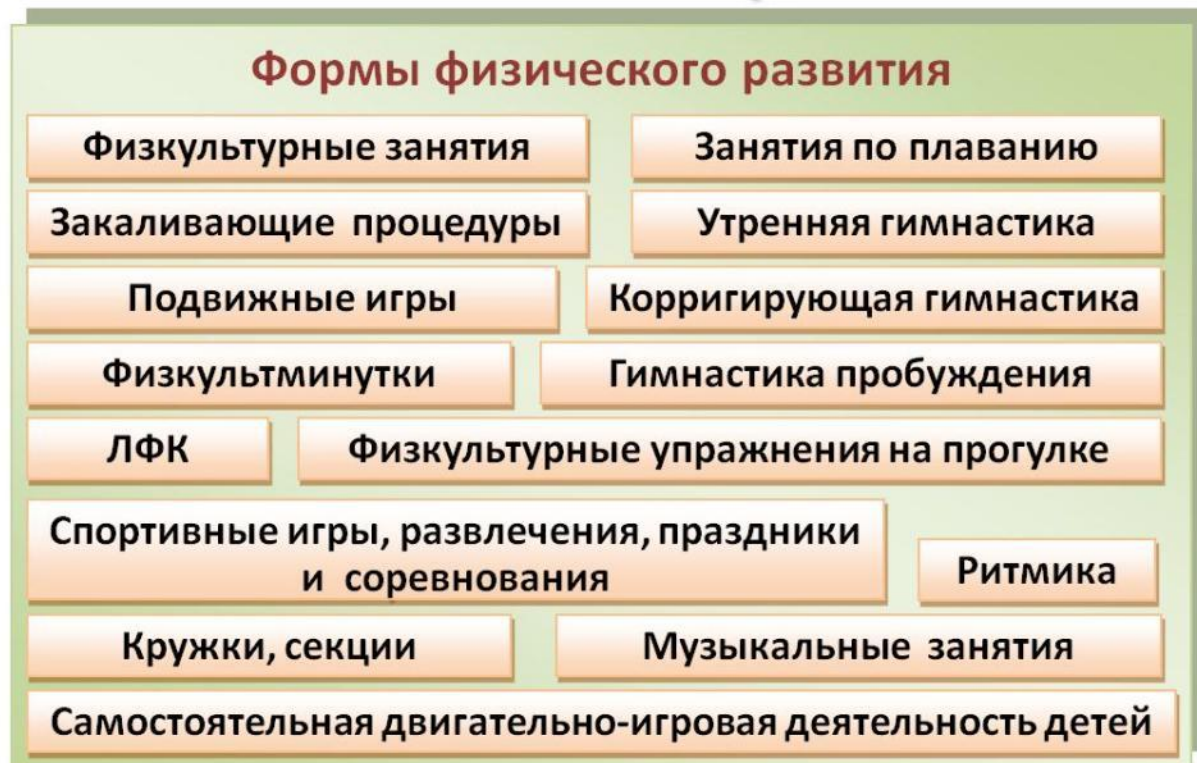 Формы физического развития
Физкультурные занятия
Занятия по плаванию
Закаливающие процедуры
Утренняя гимнастика
Подвижные игры
Корригирующая гимнастика
Физкультминутки
Гимнастика пробуждения
ЛФК
Физкультурные упражнения на прогулке
Спортивные игры, развлечения, праздники
и соревнования
Ритмика
Кружки, секции
Музыкальные занятия
Самостоятельная двигательно-игровая деятельность детей